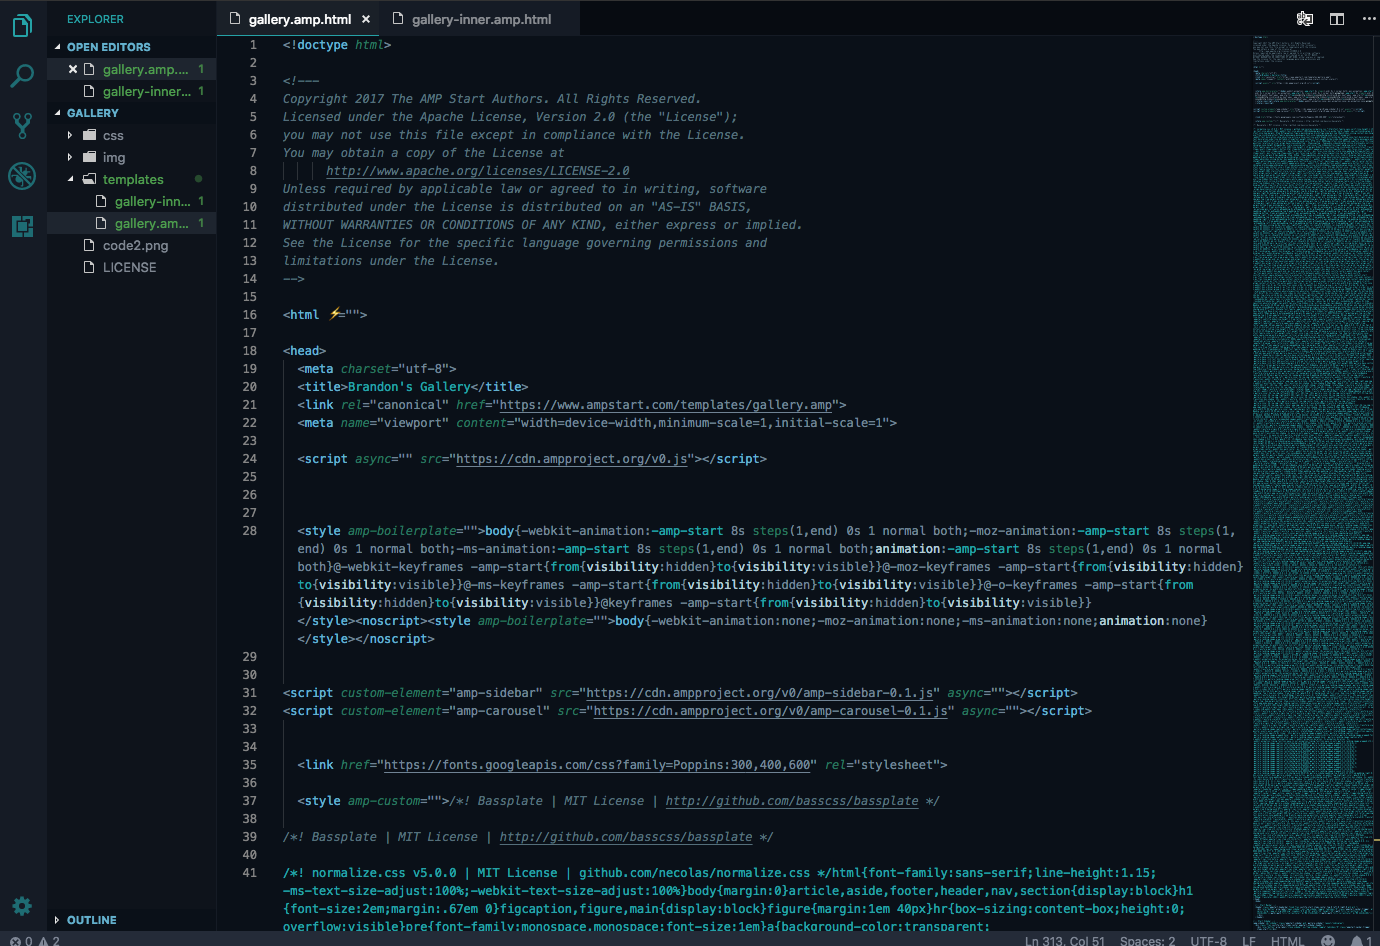 EXPLORER
OPEN EDITORS
gallery.amp.... 1
gallery-inner... 1
GALLERY
css
img
templates
gallery-inn... 1
gallery.am... 1
code2.png
LICENSE
OUTLINE
gallery.amp.html
gallery-inner.amp.html
1 <!doctype html>
2
3 <!---
4 Copyright 2017 The AMP Start Authors. All Rights Reserved.
5 Licensed under the Apache License, Version 2.0 (the "License");
6 you may not use this file except in compliance with the License.
7 You may obtain a copy of the License at
8 http://www.apache.org/licenses/LICENSE-2.0
9 Unless required by applicable law or agreed to in writing, software
10 distributed under the License is distributed on an "AS-IS" BASIS,
11 WITHOUT WARRANTIES OR CONDITIONS OF ANY KIND, either express or implied.
12 See the License for the specific language governing permissions and
13 limitations under the License.
14 -->
15
16 <html ⚡="">
17
18 <head>
19 <meta charset="utf-8">
20 <title>Brandon's Gallery</title>
21 <link rel="canonical" href="https://www.ampstart.com/templates/gallery.amp">
22 <meta name="viewport" content="width=device-width,minimum-scale=1,initial-scale=1">
23
24 <script async="" src="https://cdn.ampproject.org/v0.js"></script>
25
26
27
28 <style amp-boilerplate="">body{-webkit-animation:-amp-start 8s steps(1,end) 0s 1 normal both;-moz-animation:-amp-start 8s steps(1,
end) 0s 1 normal both;-ms-animation:-amp-start 8s steps(1,end) 0s 1 normal both;animation:-amp-start 8s steps(1,end) 0s 1 normal
both}@-webkit-keyframes -amp-start{from{visibility:hidden}to{visibility:visible}}@-moz-keyframes -amp-start{from{visibility:hidden}
to{visibility:visible}}@-ms-keyframes -amp-start{from{visibility:hidden}to{visibility:visible}}@-o-keyframes -amp-start{from
{visibility:hidden}to{visibility:visible}}@keyframes -amp-start{from{visibility:hidden}to{visibility:visible}}
</style><noscript><style amp-boilerplate="">body{-webkit-animation:none;-moz-animation:none;-ms-animation:none;animation:none}
</style></noscript>
29
30
31 <script custom-element="amp-sidebar" src="https://cdn.ampproject.org/v0/amp-sidebar-0.1.js" async=""></script>
32 <script custom-element="amp-carousel" src="https://cdn.ampproject.org/v0/amp-carousel-0.1.js" async=""></script>
33
34
35 <link href="https://fonts.googleapis.com/css?family=Poppins:300,400,600" rel="stylesheet">
36
37 <style amp-custom="">/*! Bassplate | MIT License | http://github.com/basscss/bassplate */
38
39 /*! Bassplate | MIT License | http://github.com/basscss/bassplate */
40
41 /*! normalize.css v5.0.0 | MIT License | github.com/necolas/normalize.css */html{font-family:sans-serif;line-height:1.15;
-ms-text-size-adjust:100%;-webkit-text-size-adjust:100%}body{margin:0}article,aside,footer,header,nav,section{display:block}h1
{font-size:2em;margin:.67em 0}figcaption,figure,main{display:block}figure{margin:1em 40px}hr{box-sizing:content-box;height:0;
overflow:visible}pre{font-family:monospace,monospace;font-size:1em}a{background-color:transparent;
0 2
Ln 313, Col 51 Spaces: 2 UTF-8 LF HTML 1